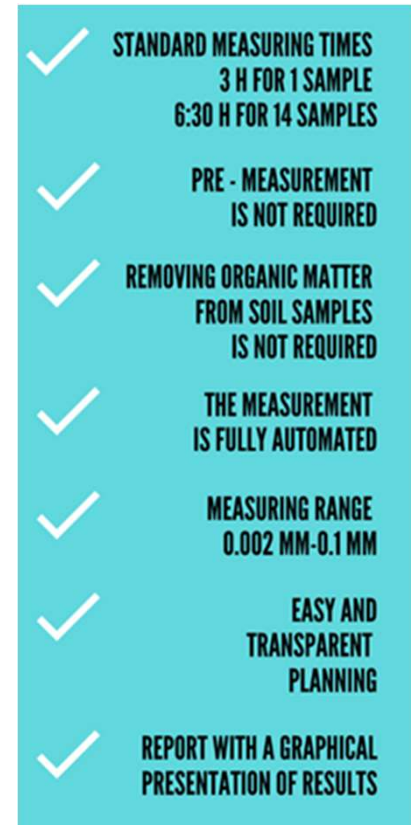 STANDARD MEASURING TIMES
3 H FOR 1 SAMPLE
6:30 H FOR 14 SAMPLES
PRE - MEASUREMENT
IS NOT REQUIRED
REMOVING ORGANIC MATTER
FROM SOIL SAMPLES
IS NOT REQUIRED
THE MEASUREMENT
IS FULLY AUTOMATED
MEASURING RANGE
0.002 MM-0.1 MM
EASY AND
TRANSPARENT
PLANNING
REPORT WITH A GRAPHICAL
PRESENTATION OF RESULTS